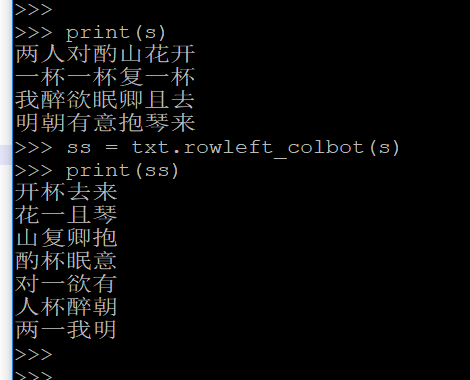 >>>
>>> print(s)
两人对酌山花开
一杯一杯复一杯
我醉欲眠卿且去
明朝有意抱琴来
>>> ss = txt.rowleft_colbot(s)
>>> print(ss)
开杯去来
花一且琴
山复卿抱
酌杯眠意
对一欲有
人杯醉朝
两一我明
>>>
>>>